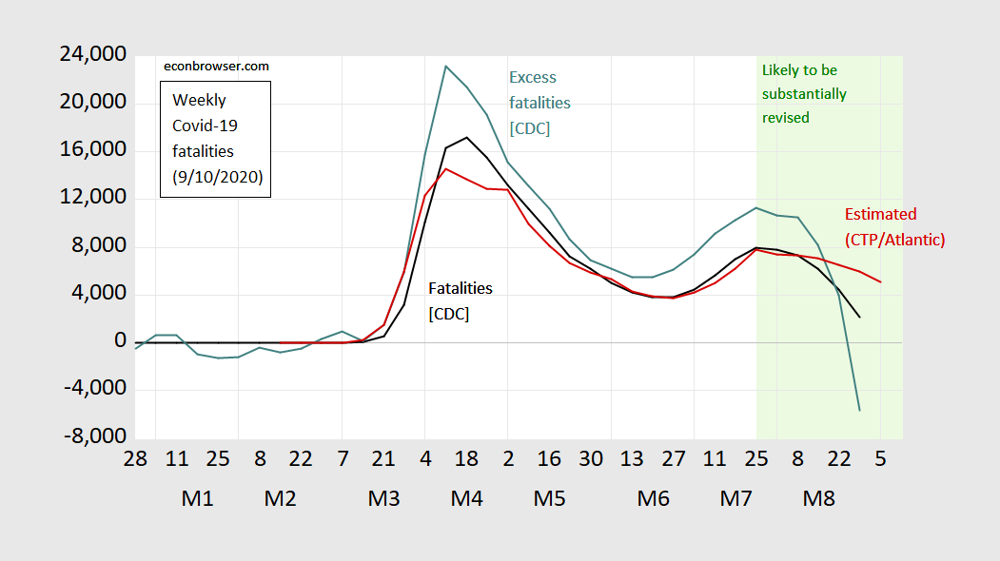 24,000
20,000
16,000
12,000
8,000
4,000
0
-4,000
-8,000
econbrowser.com
Weekly
Covid-19
fatalities
(9/10/2020)
Excess
fatalities
[CDC]
Likely to be
substantially
revised
Estimated
(CTP/Atlantic)
Fatalities
[CDC]
28 11 25 8 22 7 21 4 18 2 16 30 13 27 11 25 8 22 5
M1 M2 M3 M4 M5 M6 M7 M8